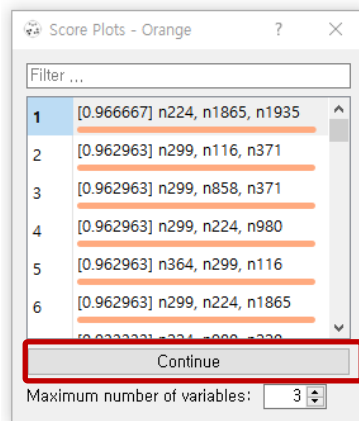 Score Plots - Orange
Filter ...
1 [0.966667] n224, n1865, n1935
2 [0.962963] n299, n116, n371
3 [0.962963] n299, n858, n371
4 [0.962963] n299, n224, n980
5 [0.962963] n364, n299, n116
6 [0.962963] n299, n224, n1865
Continue
Maximum number of variables: 3